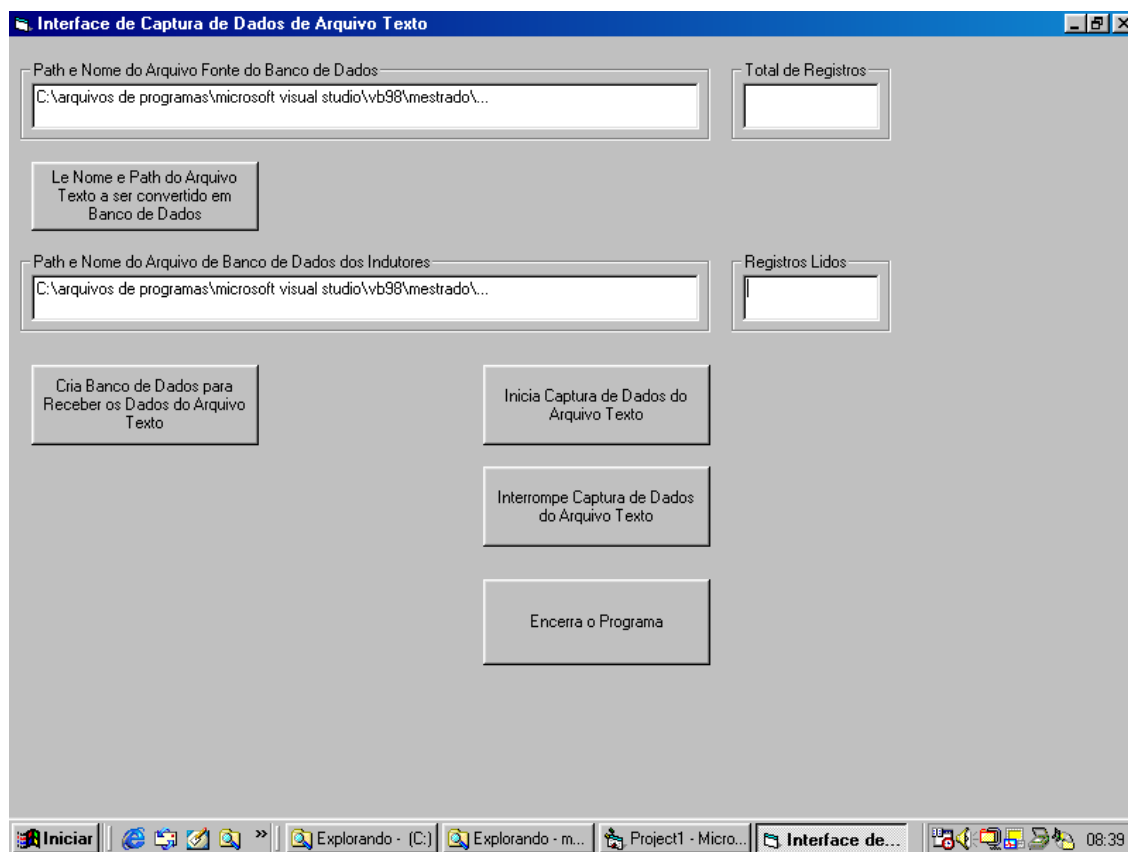 Interface de Captura de Dados de Arquivo Texto
Path e Nome do Arquivo Fonte do Banco de Dados
Total de Registros
C:\arquivos de programas\microsoft visual studio\vb98\mestrado\...
Le Nome e Path do Arquivo
Texto a ser convertido em
Banco de Dados
Path e Nome do Arquivo de Banco de Dados dos Indutores
Registros Lidos
C:\arquivos de programas\microsoft visual studio\vb98\mestrado\...
Cria Banco de Dados para
Receber os Dados do Arquivo
Texto
Inicia Captura de Dados do
Arquivo Texto
Interrompe Captura de Dados
do Arquivo Texto
Encerra o Programa
Iniciar
»
Explorando - (C:)
Explorando - m...
Project1 - Micro...
Interface de...
08:39